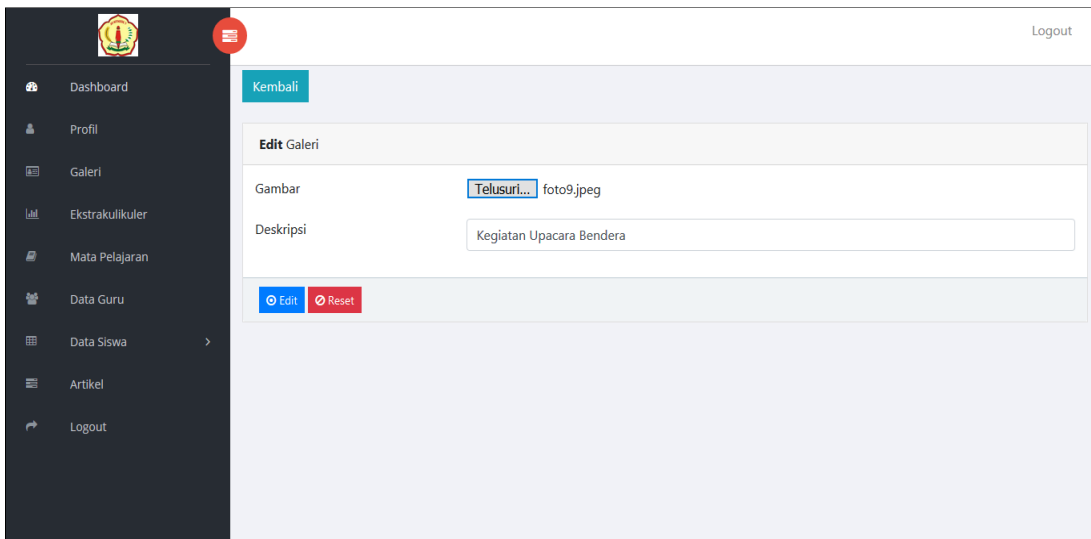 Logout
Dashboard
Profil
Galeri
Ekstrakulikuler
Mata Pelajaran
Data Guru
Data Siswa
Artikel
Logout
Kembali
Edit Galeri
Gambar Telusuri... foto9.jpeg
Deskripsi Kegiatan Upacara Bendera
Edit Reset